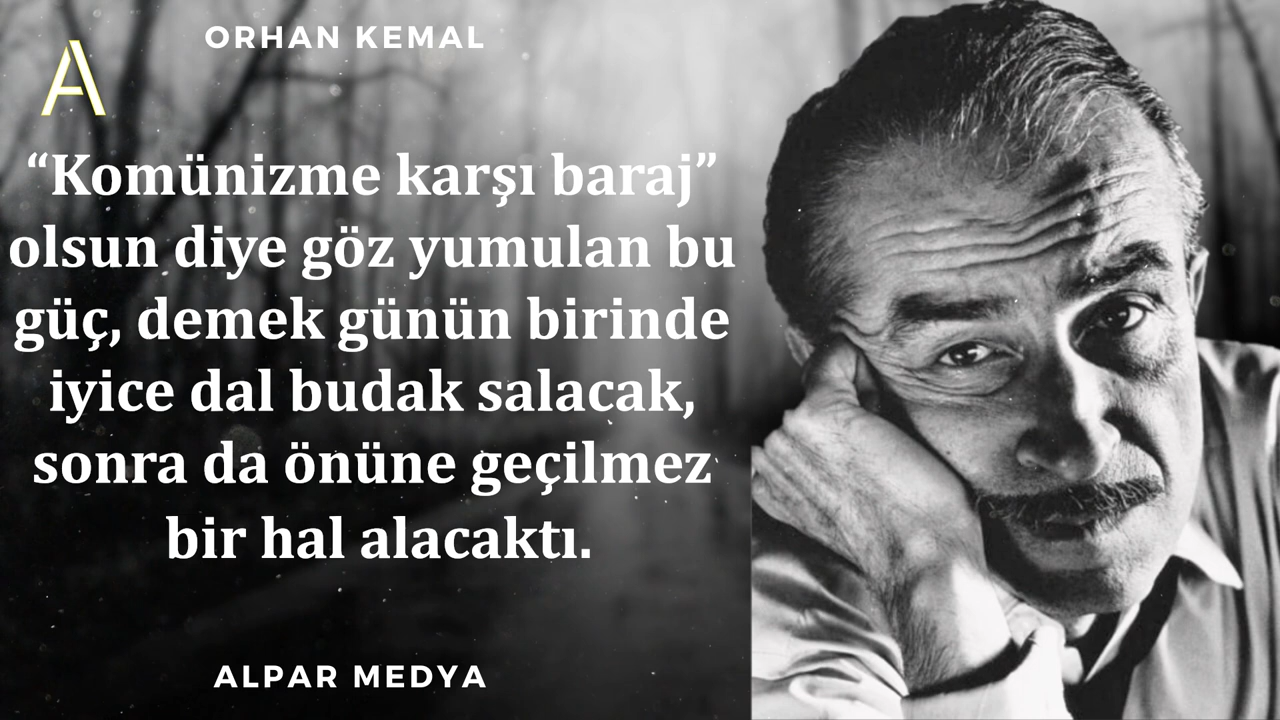 ORHAN KEMAL
A
“Komünizme karşı baraj”
olsun diye göz yumulan bu
güç, demek günün birinde
iyice dal budak salacak,
sonra da önüne geçilmez
bir hal alacaktı.
ALPAR MEDYA